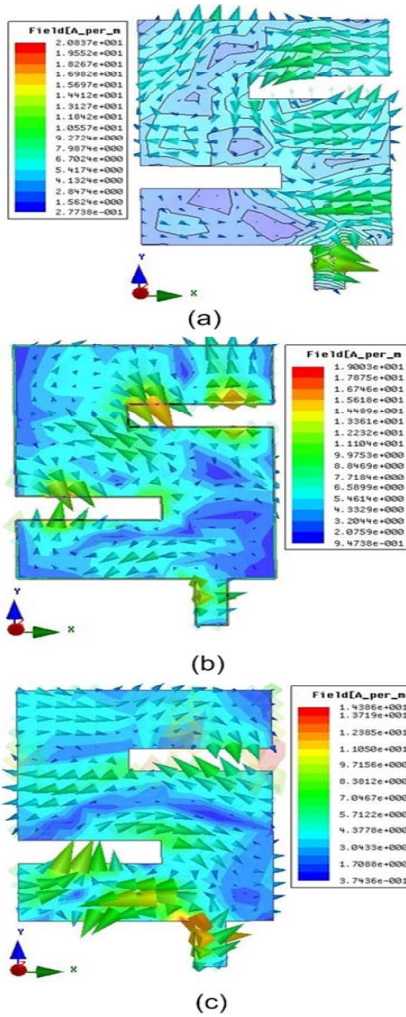 Field[A_per_m
2.0837e+001
1.9552e+001
1.8267e+001
1.6982e+001
1.5697e+001
1.4412e+001
1.3127e+001
1.1842e+001
1.0557e+001
9.2724e+000
7.9874e+000
6.7024e+000
5.4174e+000
4.1324e+000
2.8474e+000
1.5624e+000
2.7738e-001
Y
X
(a)
Field[A_per_m
1.9003e+001
1.7875e+001
1.6746e+001
1.5618e+001
1.4489e+001
1.3361e+001
1.2232e+001
1.1104e+001
9.9753e+000
8.8469e+000
7.7184e+000
6.5899e+000
5.4614e+000
4.3329e+000
3.2044e+000
2.0759e+000
9.4738e-001
Y
X
(b)
Field[A_per_m
1.4386e+001
1.3719e+001
1.2385e+001
1.1050e+001
9.7156e+000
8.3812e+000
7.0467e+000
5.7122e+000
4.3778e+000
3.0433e+000
1.7088e+000
3.7436e-001
Y
X
(c)